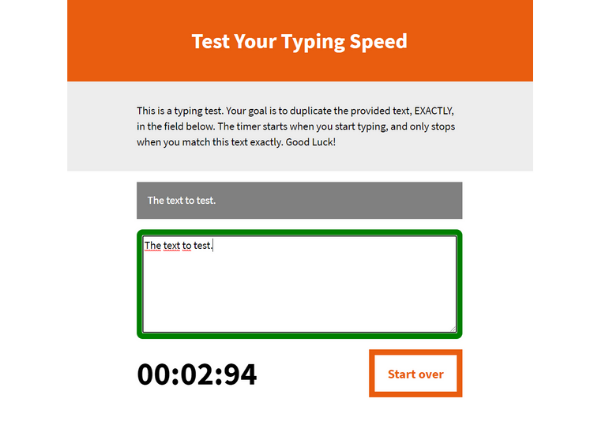 Test Your Typing Speed
This is a typing test. Your goal is to duplicate the provided text, EXACTLY,
in the field below. The timer starts when you start typing, and only stops
when you match this text exactly. Good Luck!
The text to test.
The text to test.
00:02:94
Start over